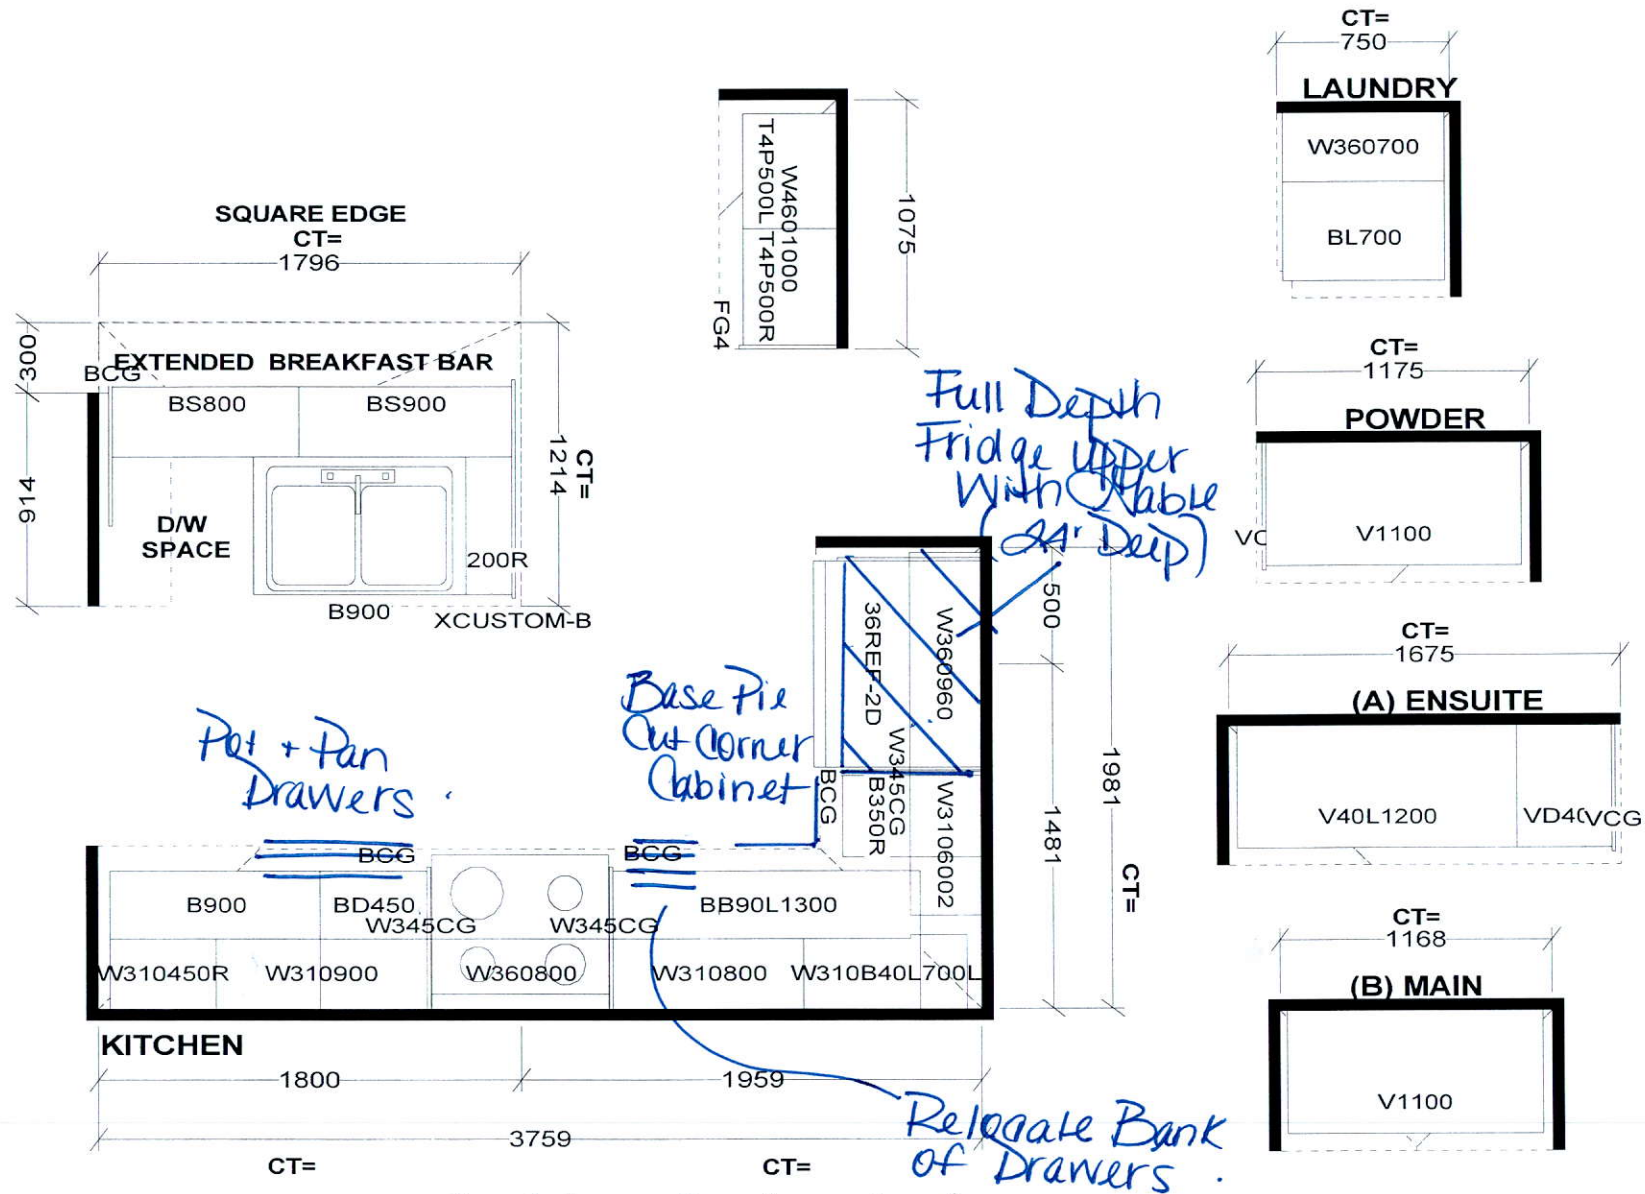 CT=
750
LAUNDRY
W360700
BL700
T4P500L T4P500R
W4601000
FG4
1075
SQUARE EDGE
CT=
1796
300
914
BCG
EXTENDED BREAKFAST BAR
BS800
BS900
D/W
SPACE
200R
B900
XCUSTOM-B
1214
CT=
Full Depth
Fridge Upper
With Gable
(24" Deep)
CT=
1175
POWDER
VC
V1100
36REF-2D
W360960
500
W345CG
B350R
BCG
W3106002
1481
1981
CT=
CT=
1675
(A) ENSUITE
V40L1200
VD40
VCG
Base Pie
Cut Corner
Cabinet
Pot + Pan
Drawers.
BCG
BCG
B900
BD450
W345CG
W345CG
BB90L1300
W310450R
W310900
W360800
W310800
W310B40L700L
KITCHEN
1800
1959
3759
CT=
CT=
Relocate Bank
of Drawers.
CT=
1168
(B) MAIN
V1100